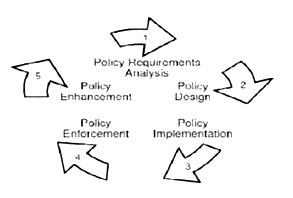 1
Policy Requirements
Analysis
5
Policy
Enhancement
Policy
Design
2
Policy
Enforcement
Policy
Implementation
4
3